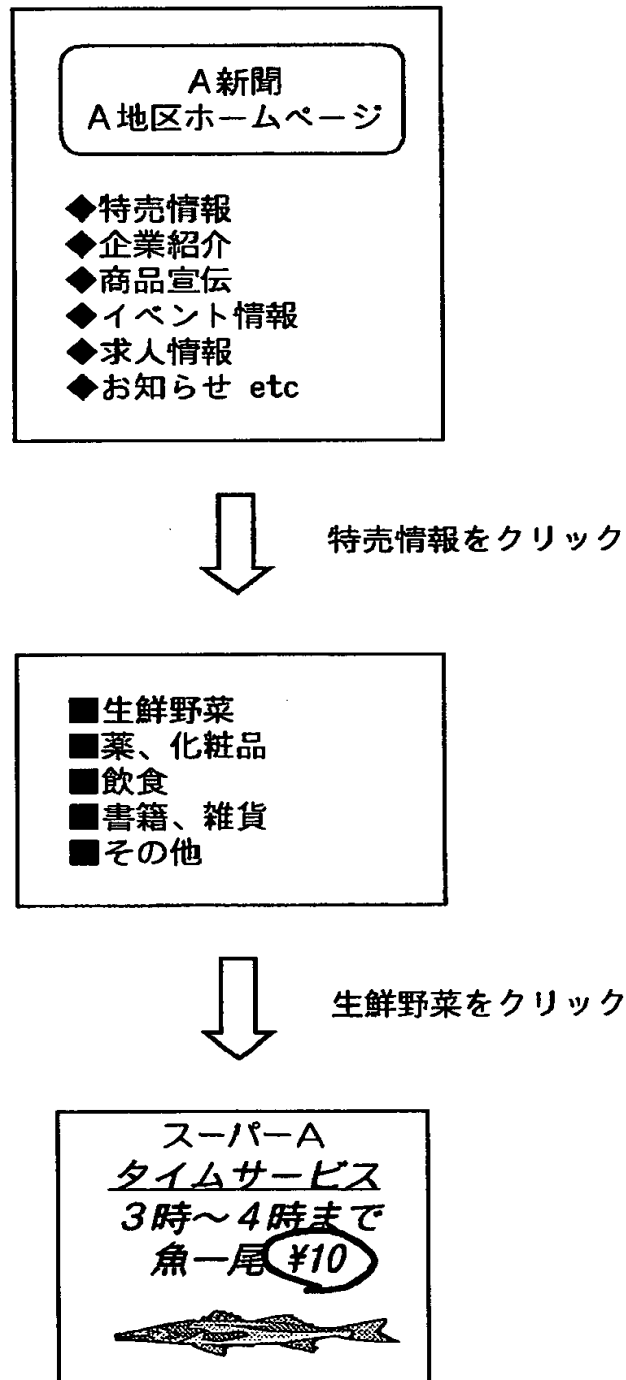 A新聞
A地区ホームページ
◆特売情報
◆企業紹介
◆商品宣伝
◆イベント情報
◆求人情報
◆お知らせ etc
特売情報をクリック
■生鮮野菜
■薬、化粧品
■飲食
■書籍、雑貨
■その他
生鮮野菜をクリック
スーパーA
タイムサービス
3時～4時まで
魚一尾 ¥10